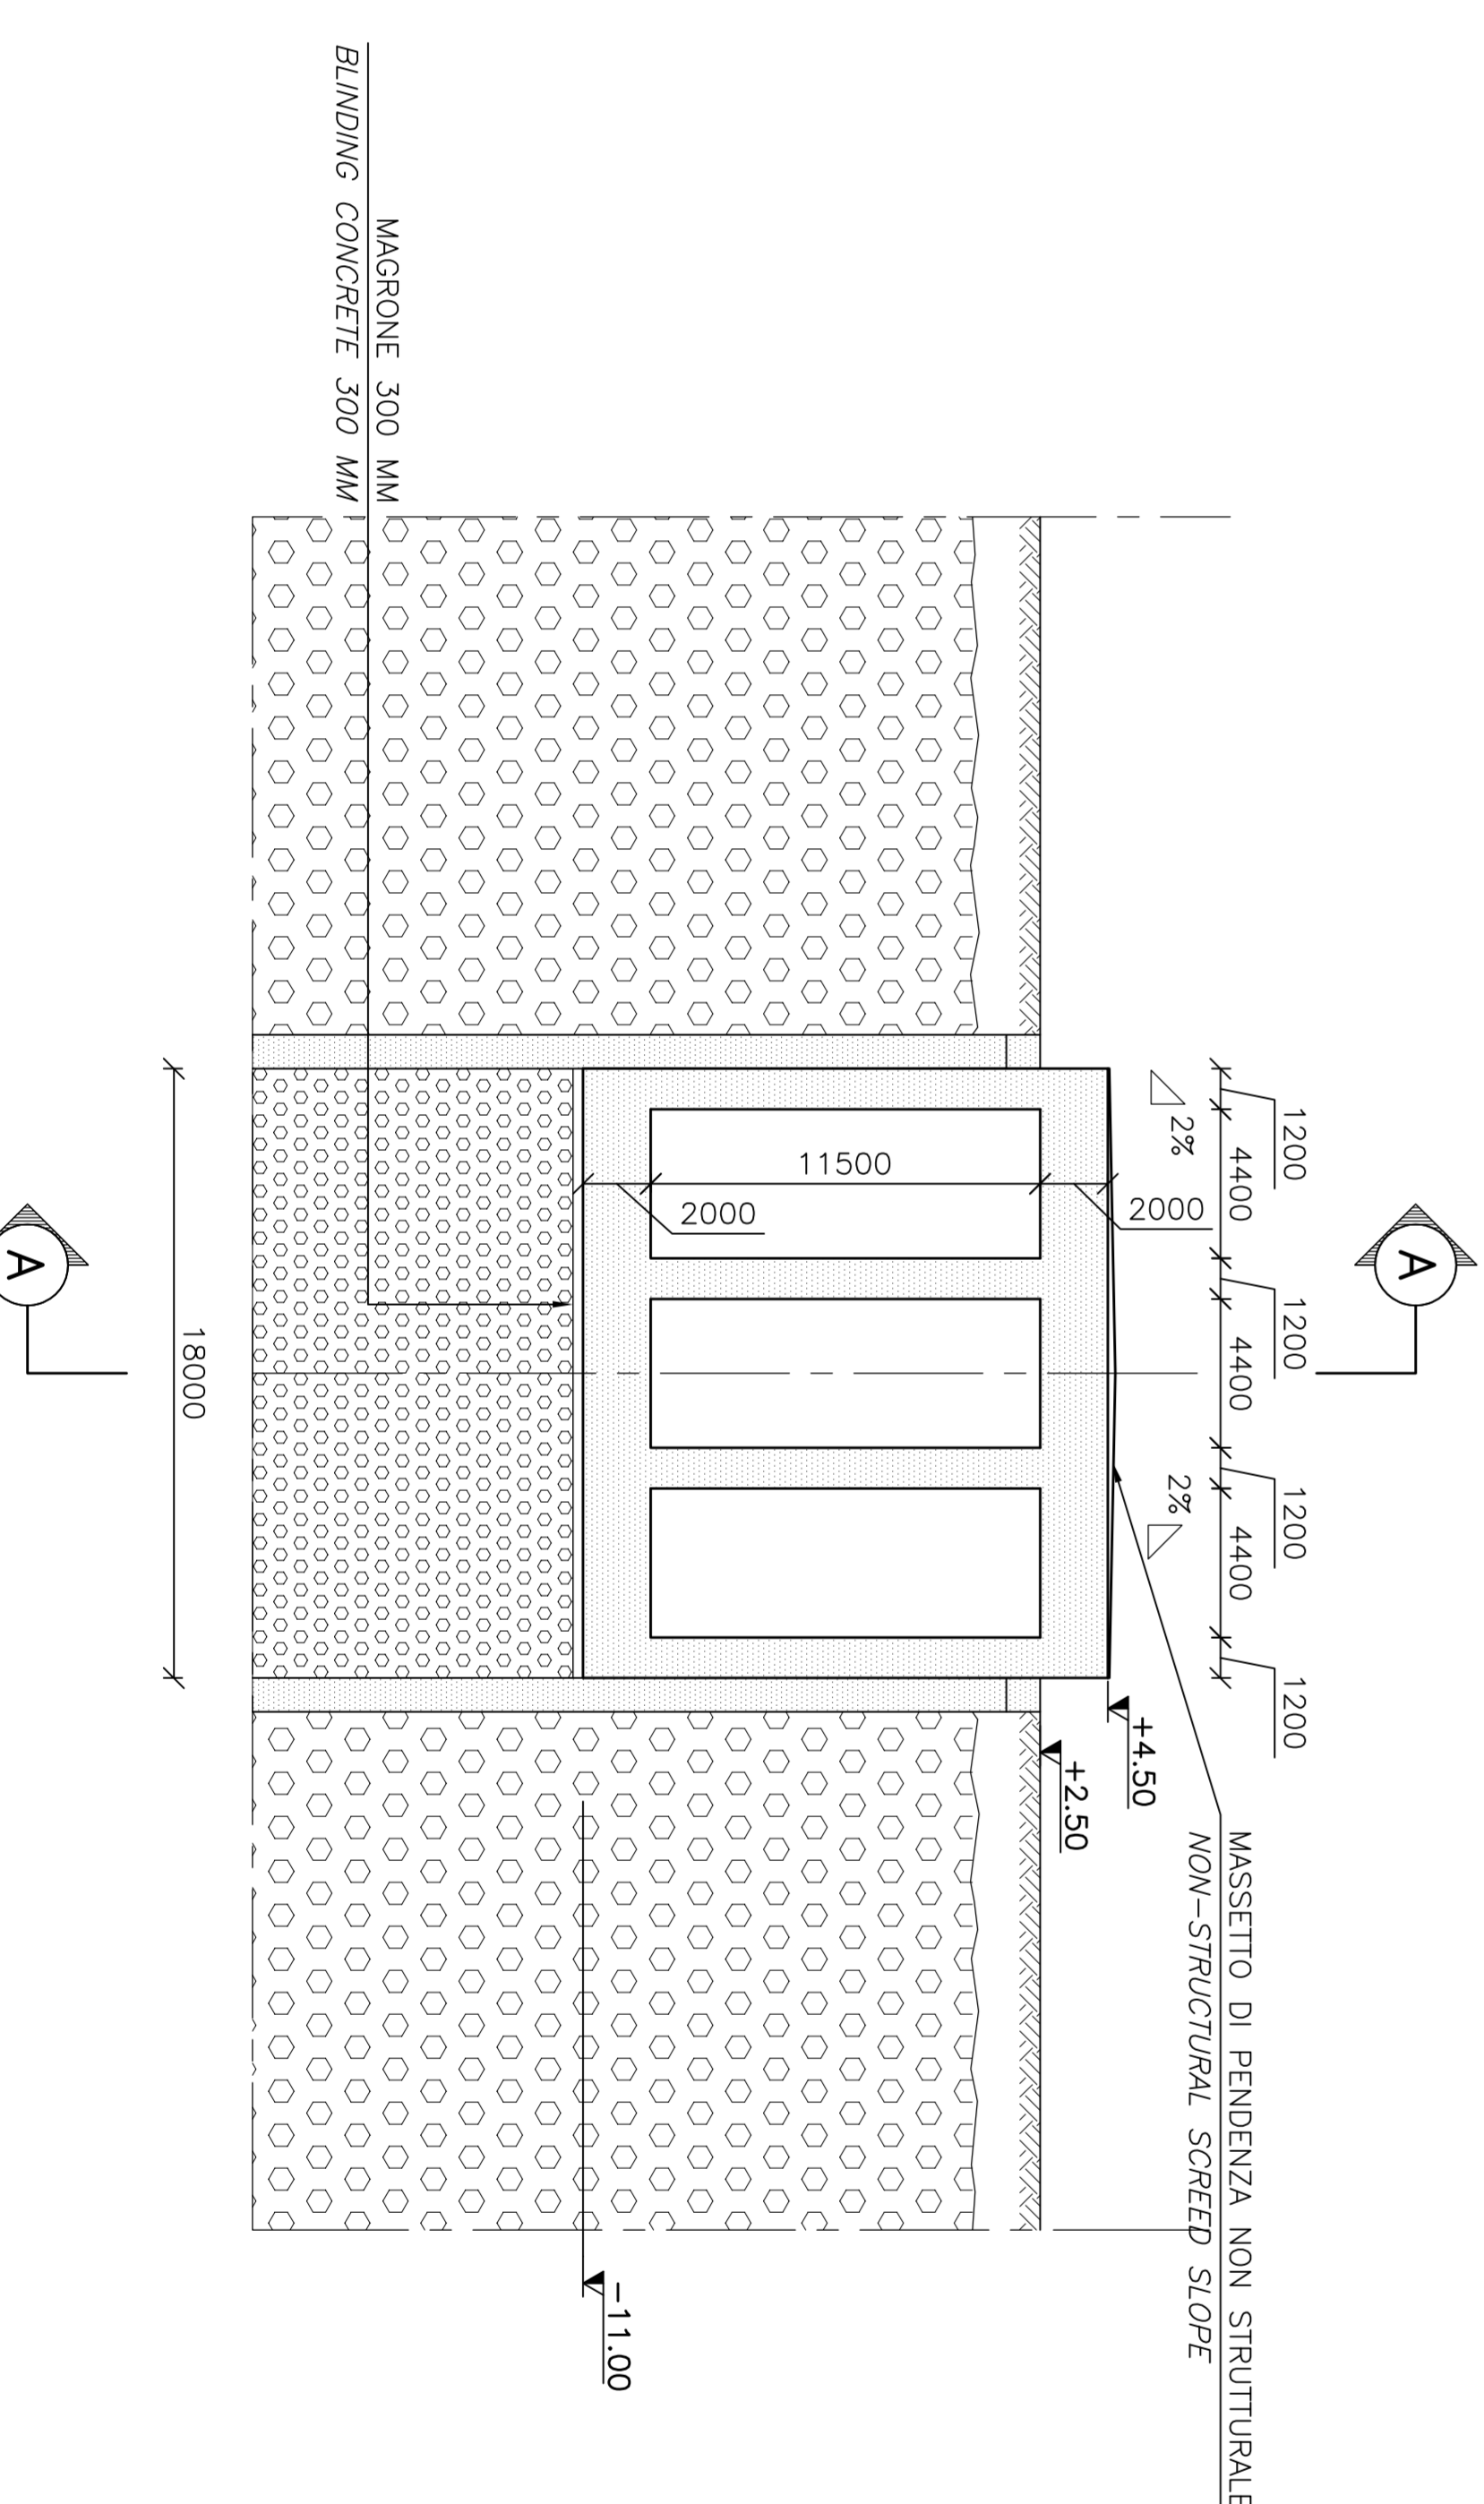 1200
1200
1200
1200
4400
4400
4400
2%
2%
A
A
2000
11500
2000
+4.50
+2.50
-11.00
MASSETTO DI PENDENZA NON STRUTTURALE
NON-STRUCTURAL SCREED SLOPE
MAGRONE 300 MM
BLINDING CONCRETE 300 MM
18000